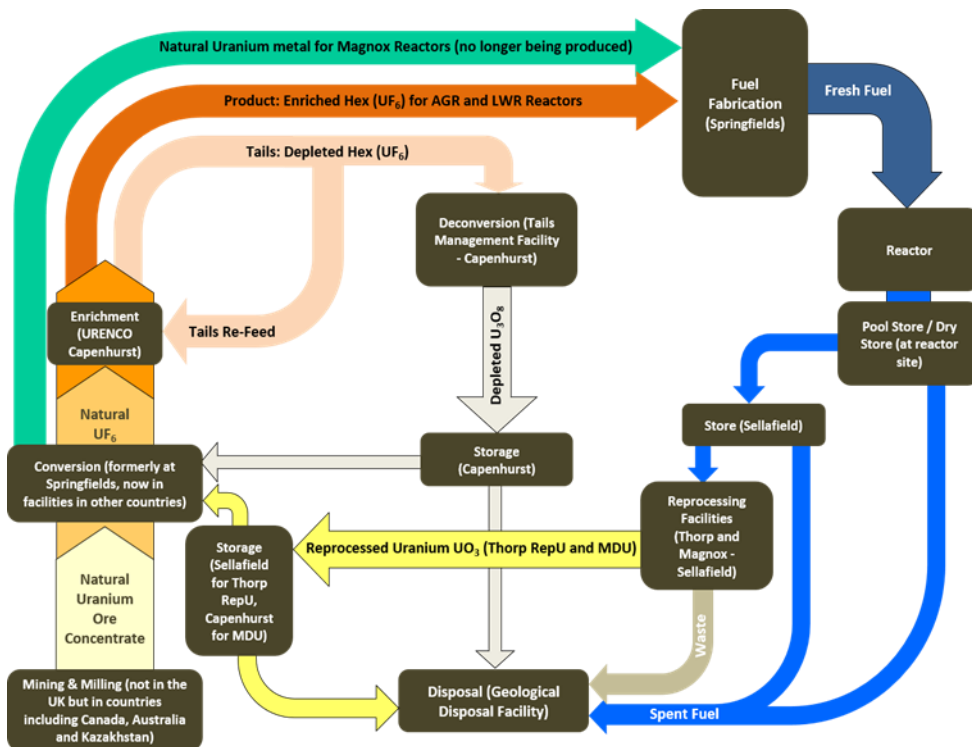 Natural Uranium metal for Magnox Reactors (no longer being produced)
Product: Enriched Hex (UF₆) for AGR and LWR Reactors
Fuel
Fabrication
(Springfields)
Fresh Fuel
Tails: Depleted Hex (UF₆)
Deconversion (Tails
Management Facility
- Capenhurst)
Reactor
Enrichment
(URENCO
Capenhurst)
Tails Re-Feed
Depleted U₃O₈
Pool Store / Dry
Store (at reactor
site)
Natural
UF₆
Store (Sellafield)
Conversion (formerly at
Springfields, now in
facilities in other countries)
Storage
(Capenhurst)
Reprocessing
Facilities
(Thorp and
Magnox -
Sellafield)
Storage
(Sellafield
for Thorp
RepU,
Capenhurst
for MDU)
Reprocessed Uranium UO₃ (Thorp RepU and MDU)
Natural
Uranium
Ore
Concentrate
Waste
Mining & Milling (not in the
UK but in countries
including Canada, Australia
and Kazakhstan)
Disposal (Geological
Disposal Facility)
Spent Fuel